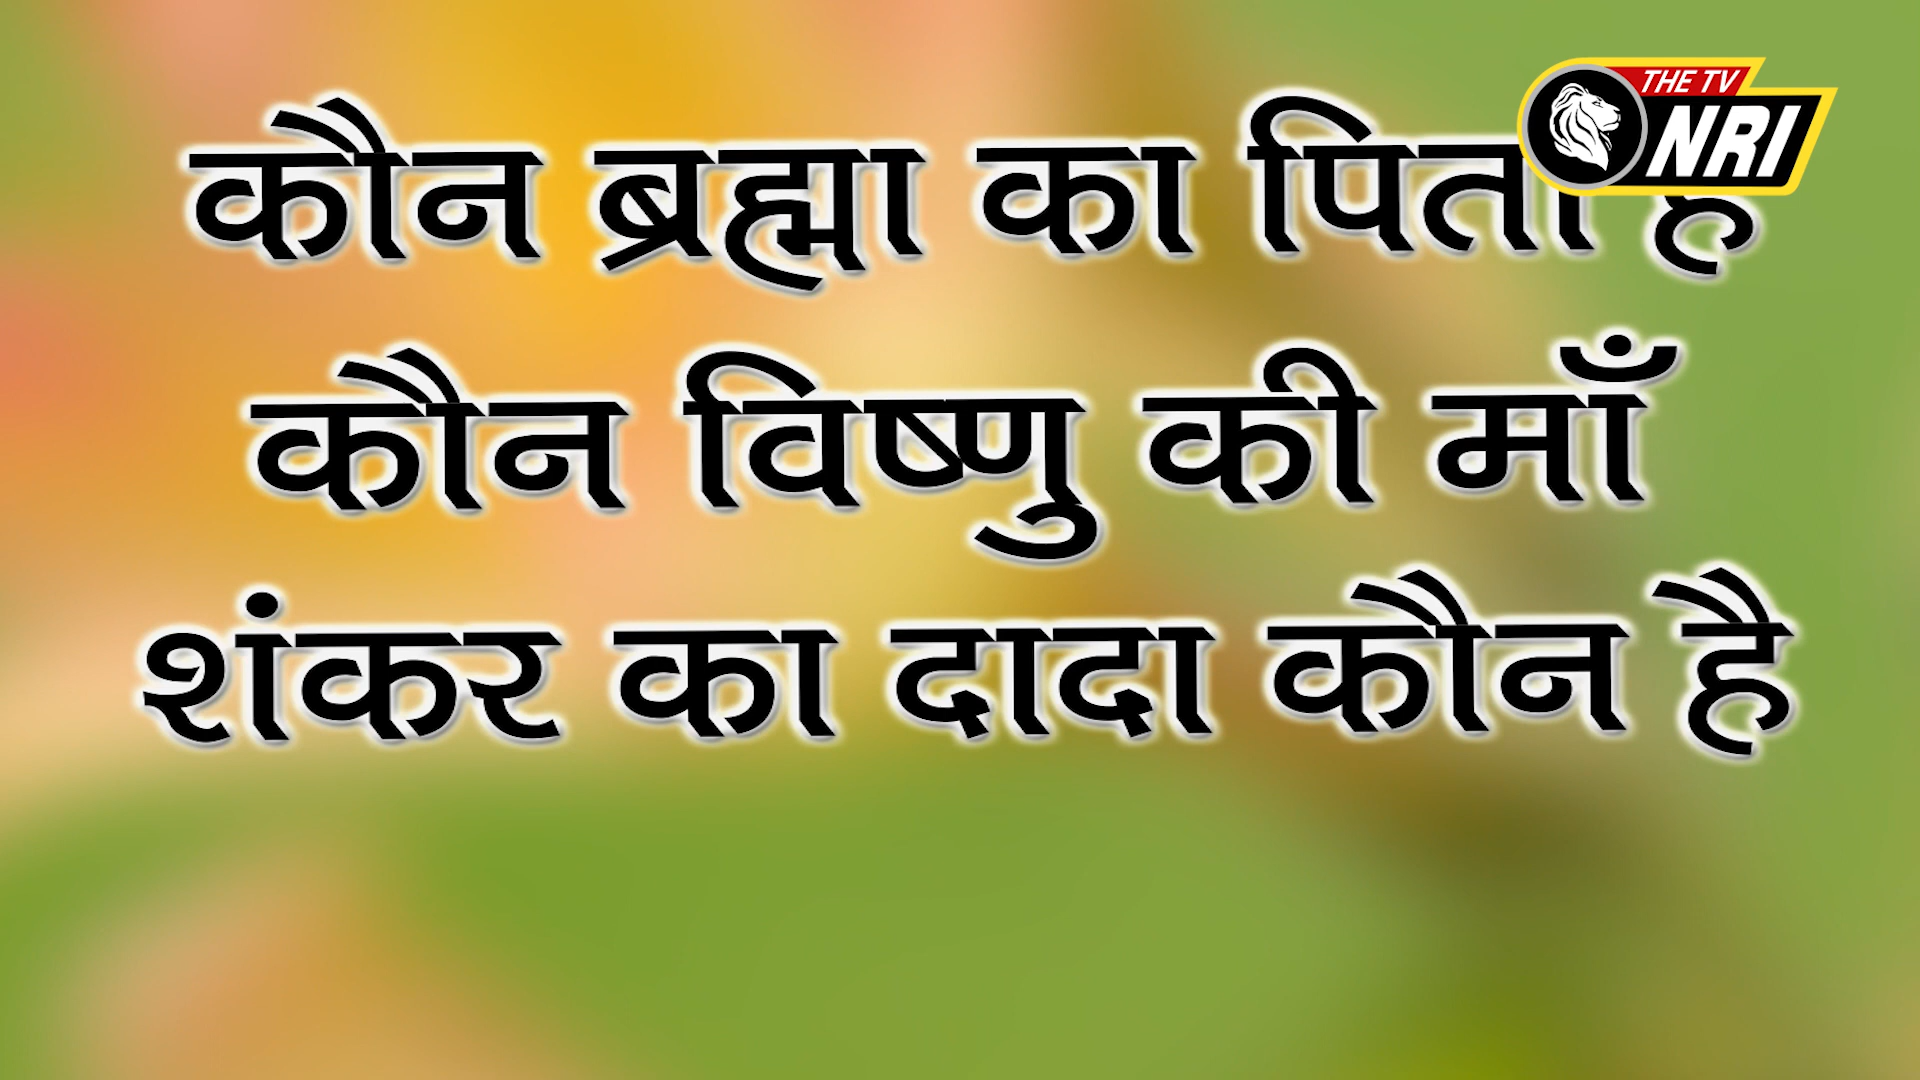 THE TV
NRI
कौन ब्रह्मा का पिता है
कौन विष्णु की माँ
शंकर का दादा कौन है